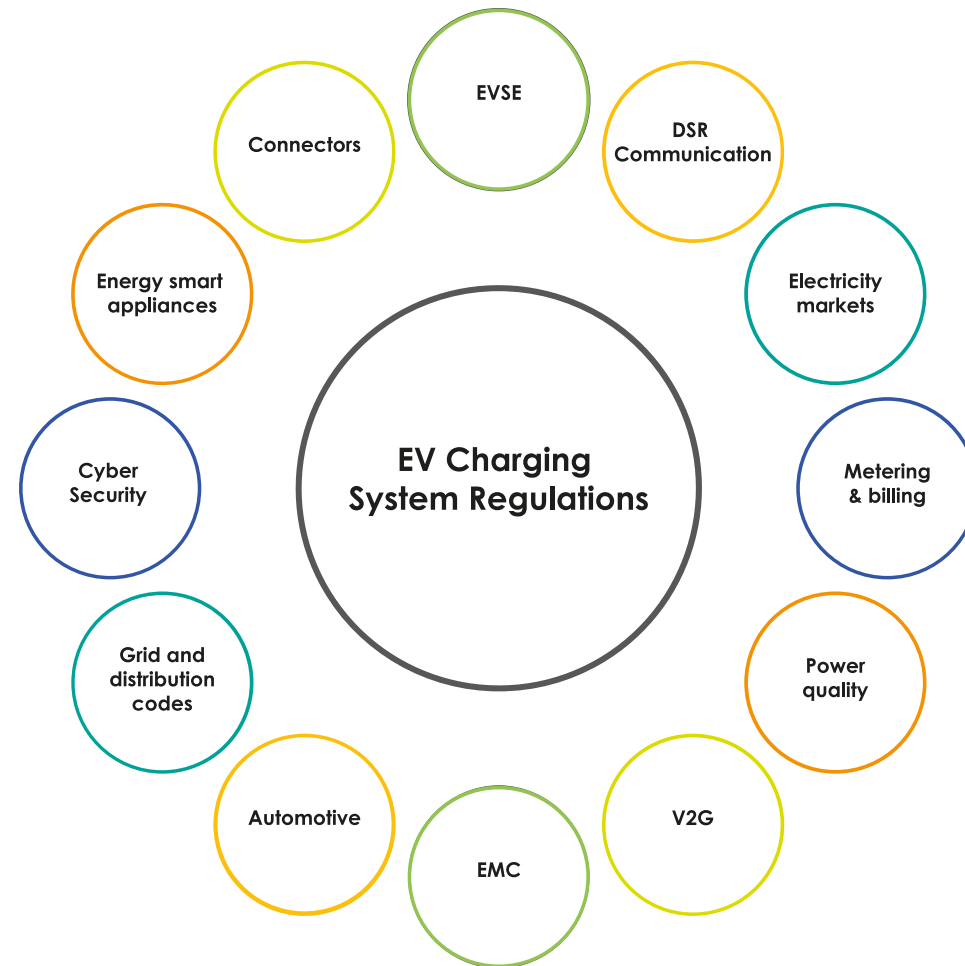 EVSE
DSR
Communication
Electricity
markets
Metering
& billing
Power
quality
V2G
EMC
Automotive
Grid and
distribution
codes
Cyber
Security
Energy smart
appliances
Connectors
EV Charging
System Regulations